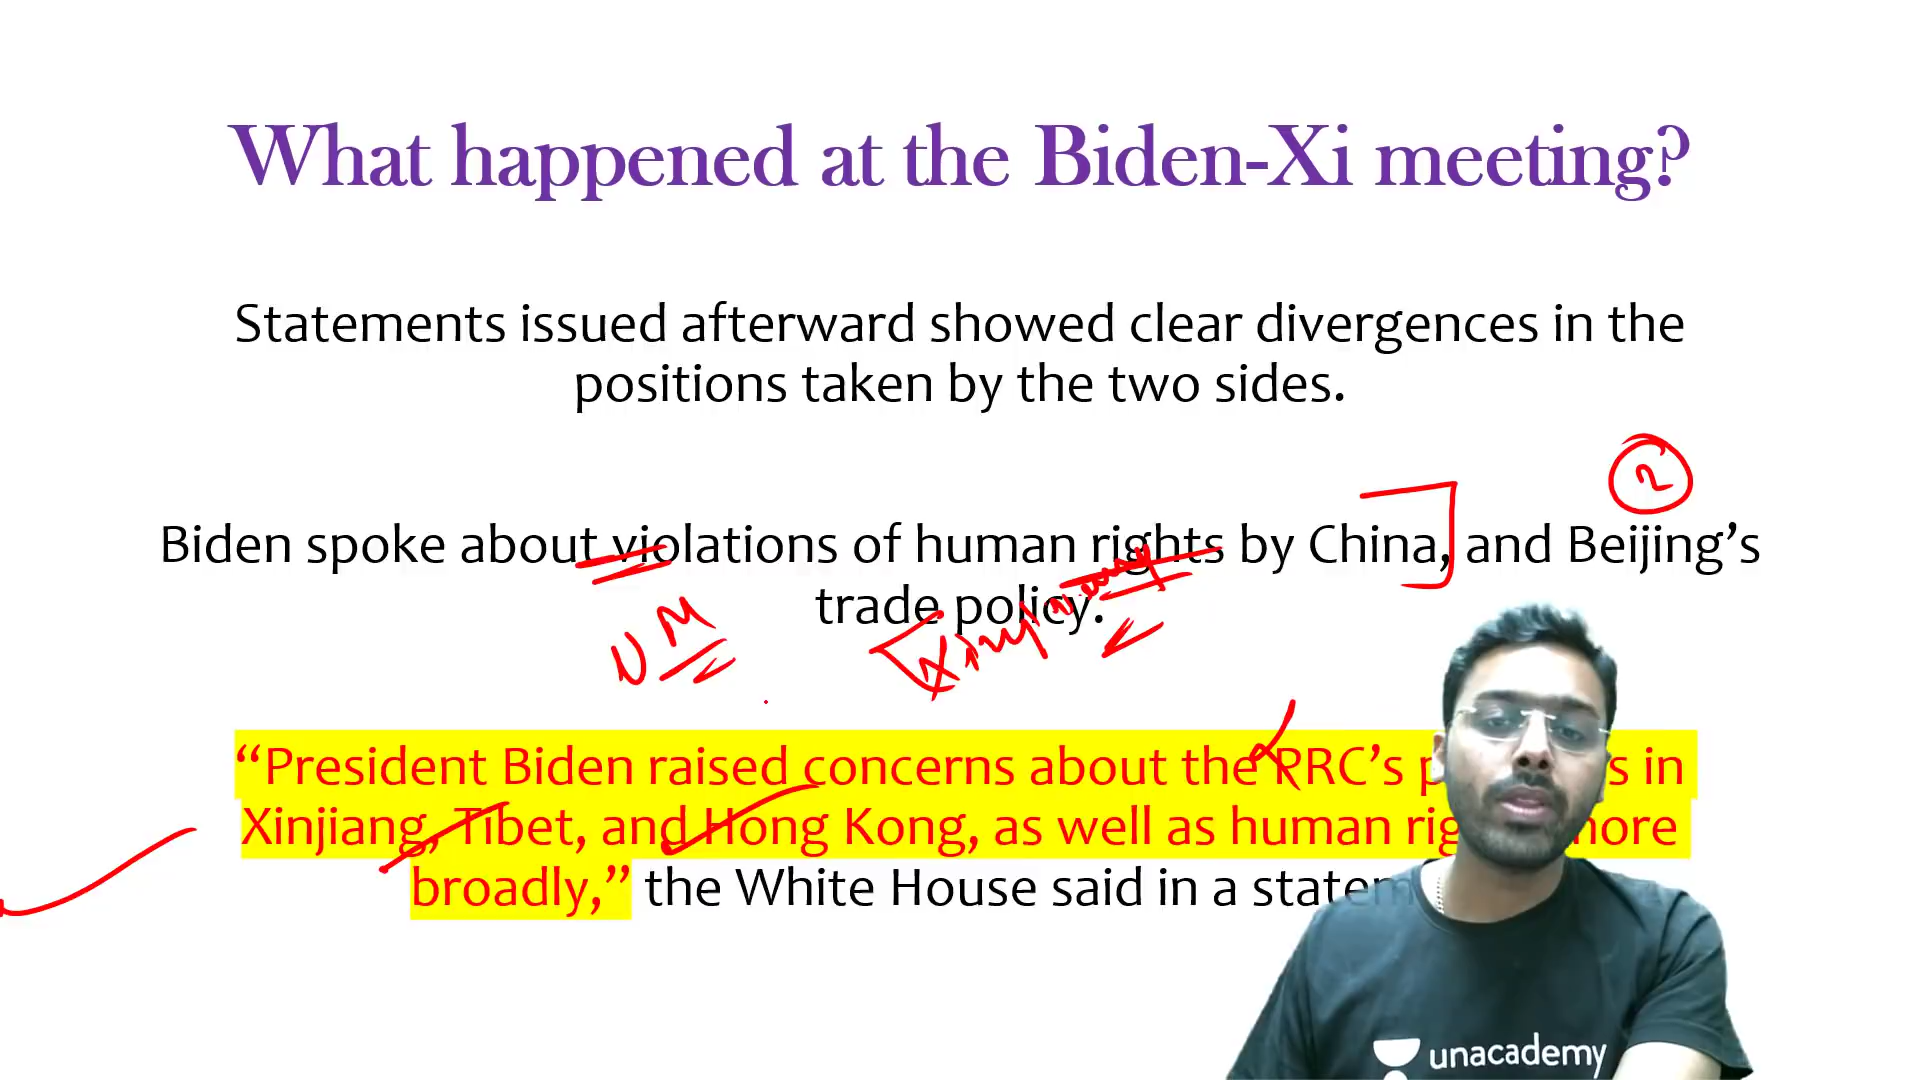 What happened at the Biden-Xi meeting?
Statements issued afterward showed clear divergences in the
positions taken by the two sides.
2
Biden spoke about violations of human rights by China, and Beijing’s
trade policy.
“President Biden raised concerns about the PRC’s s in
Xinjiang, Tibet, and Hong Kong, as well as human more
broadly,” the White House said in a
unacademy